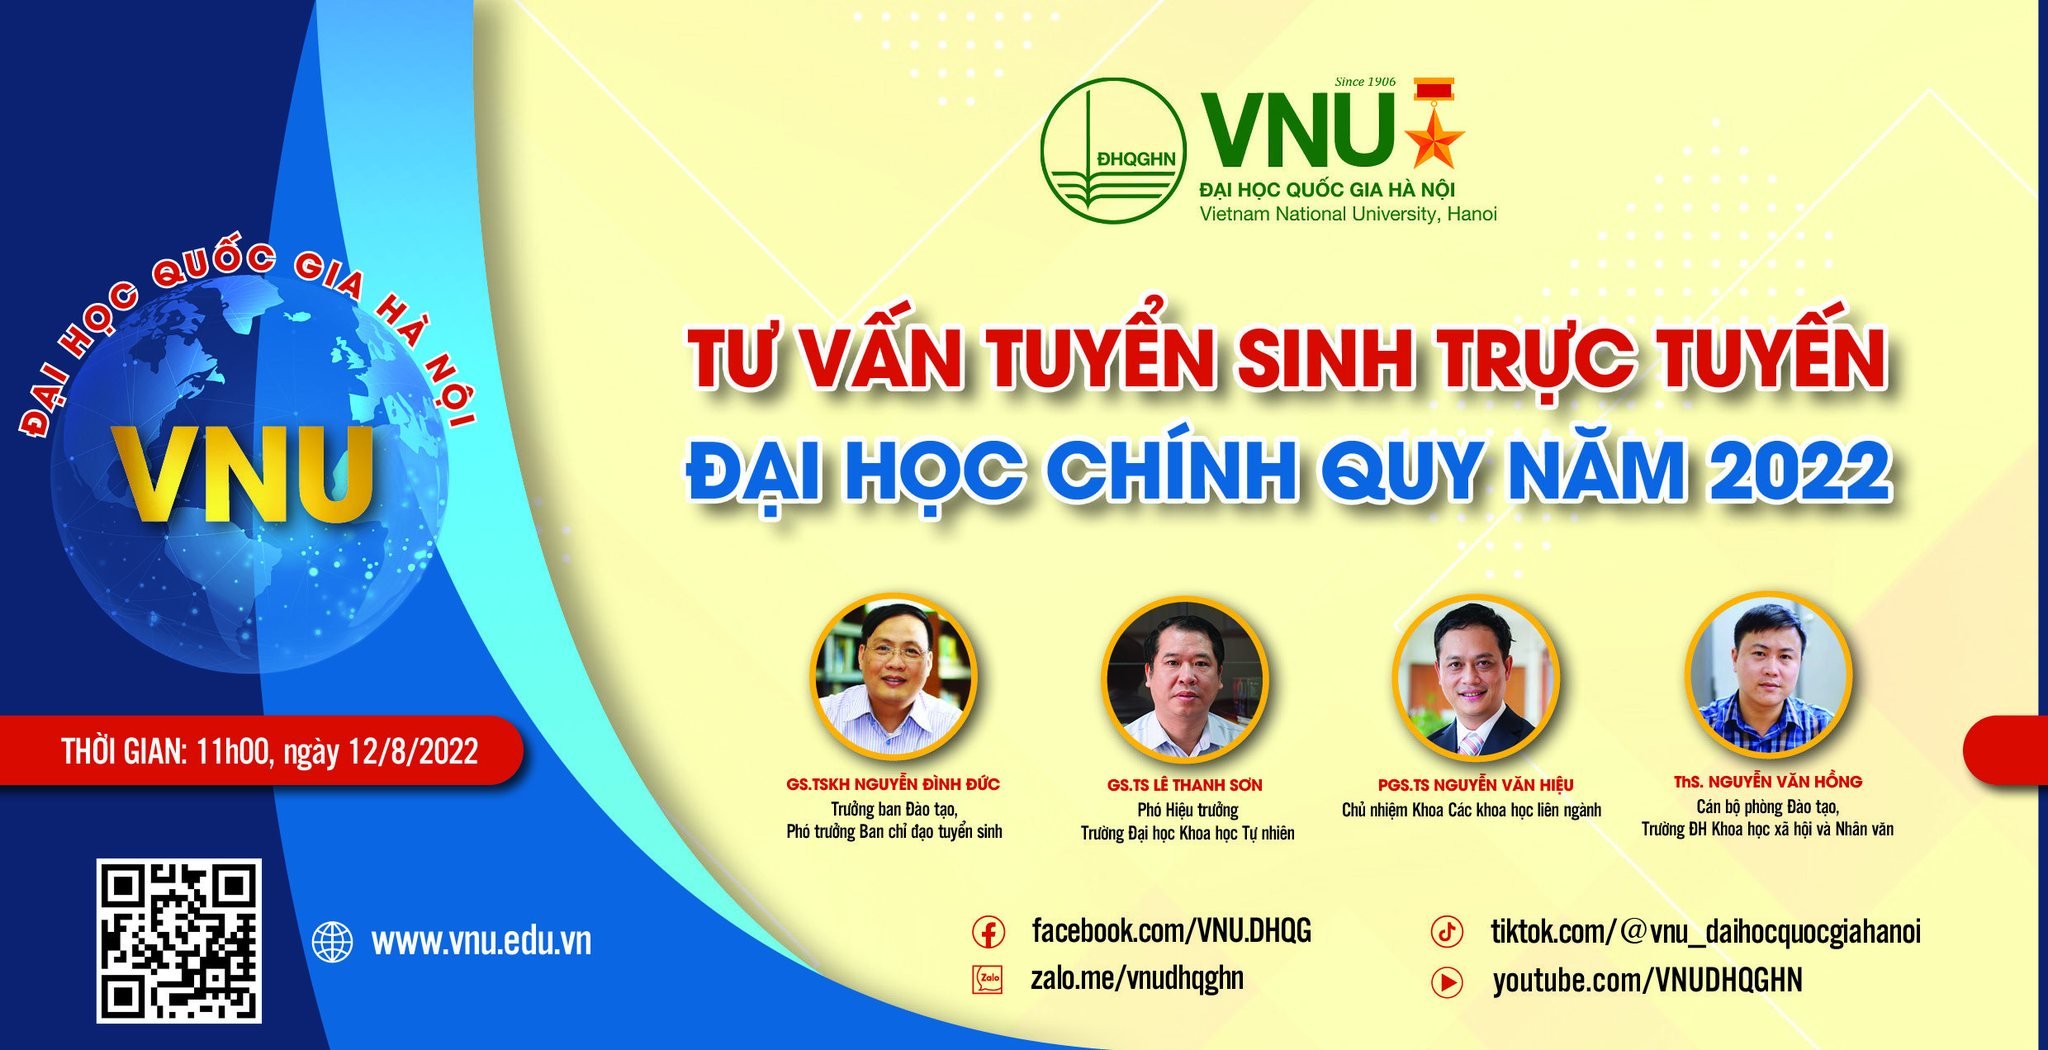 ĐẠI HỌC QUỐC GIA HÀ NỘI
VNU
THỜI GIAN: 11h00, ngày 12/8/2022
www.vnu.edu.vn
ĐHQGHN
Since 1906
VNU
ĐẠI HỌC QUỐC GIA HÀ NỘI
Vietnam National University, Hanoi
TƯ VẤN TUYỂN SINH TRỰC TUYẾN
ĐẠI HỌC CHÍNH QUY NĂM 2022
GS.TSKH NGUYỄN ĐÌNH ĐỨC
Trưởng ban Đào tạo,
Phó trưởng Ban chỉ đạo tuyển sinh
GS.TS LÊ THANH SƠN
Phó Hiệu trưởng
Trường Đại học Khoa học Tự nhiên
PGS.TS NGUYỄN VĂN HIỆU
Chủ nhiệm Khoa Các khoa học liên ngành
ThS. NGUYỄN VĂN HỒNG
Cán bộ phòng Đào tạo,
Trường ĐH Khoa học xã hội và Nhân văn
facebook.com/VNU.DHQG
Zalo
zalo.me/vnudhqghn
tiktok.com/@vnu_daihocquocgiahanoi
youtube.com/VNUDHQGHN